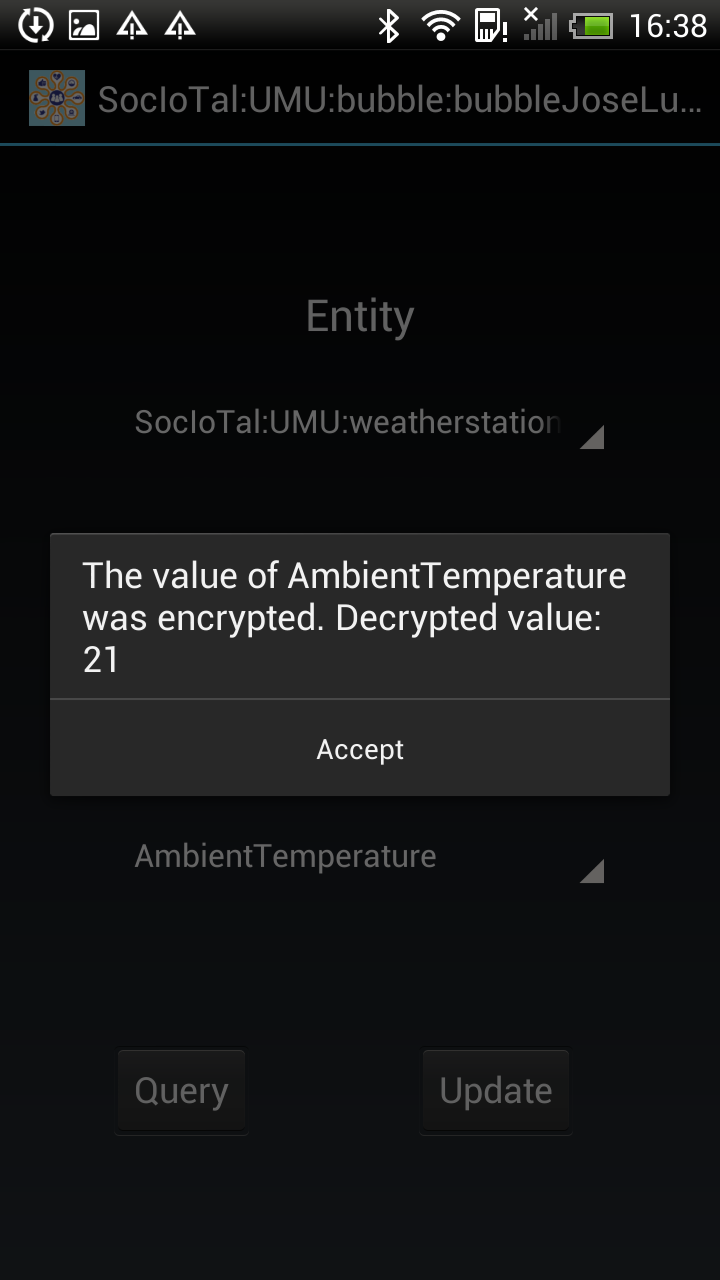 16:38
SocIoTal:UMU:bubble:bubbleJoseLu...
Entity
SocIoTal:UMU:weatherstation
The value of AmbientTemperature
was encrypted. Decrypted value:
21
Accept
AmbientTemperature
Query
Update